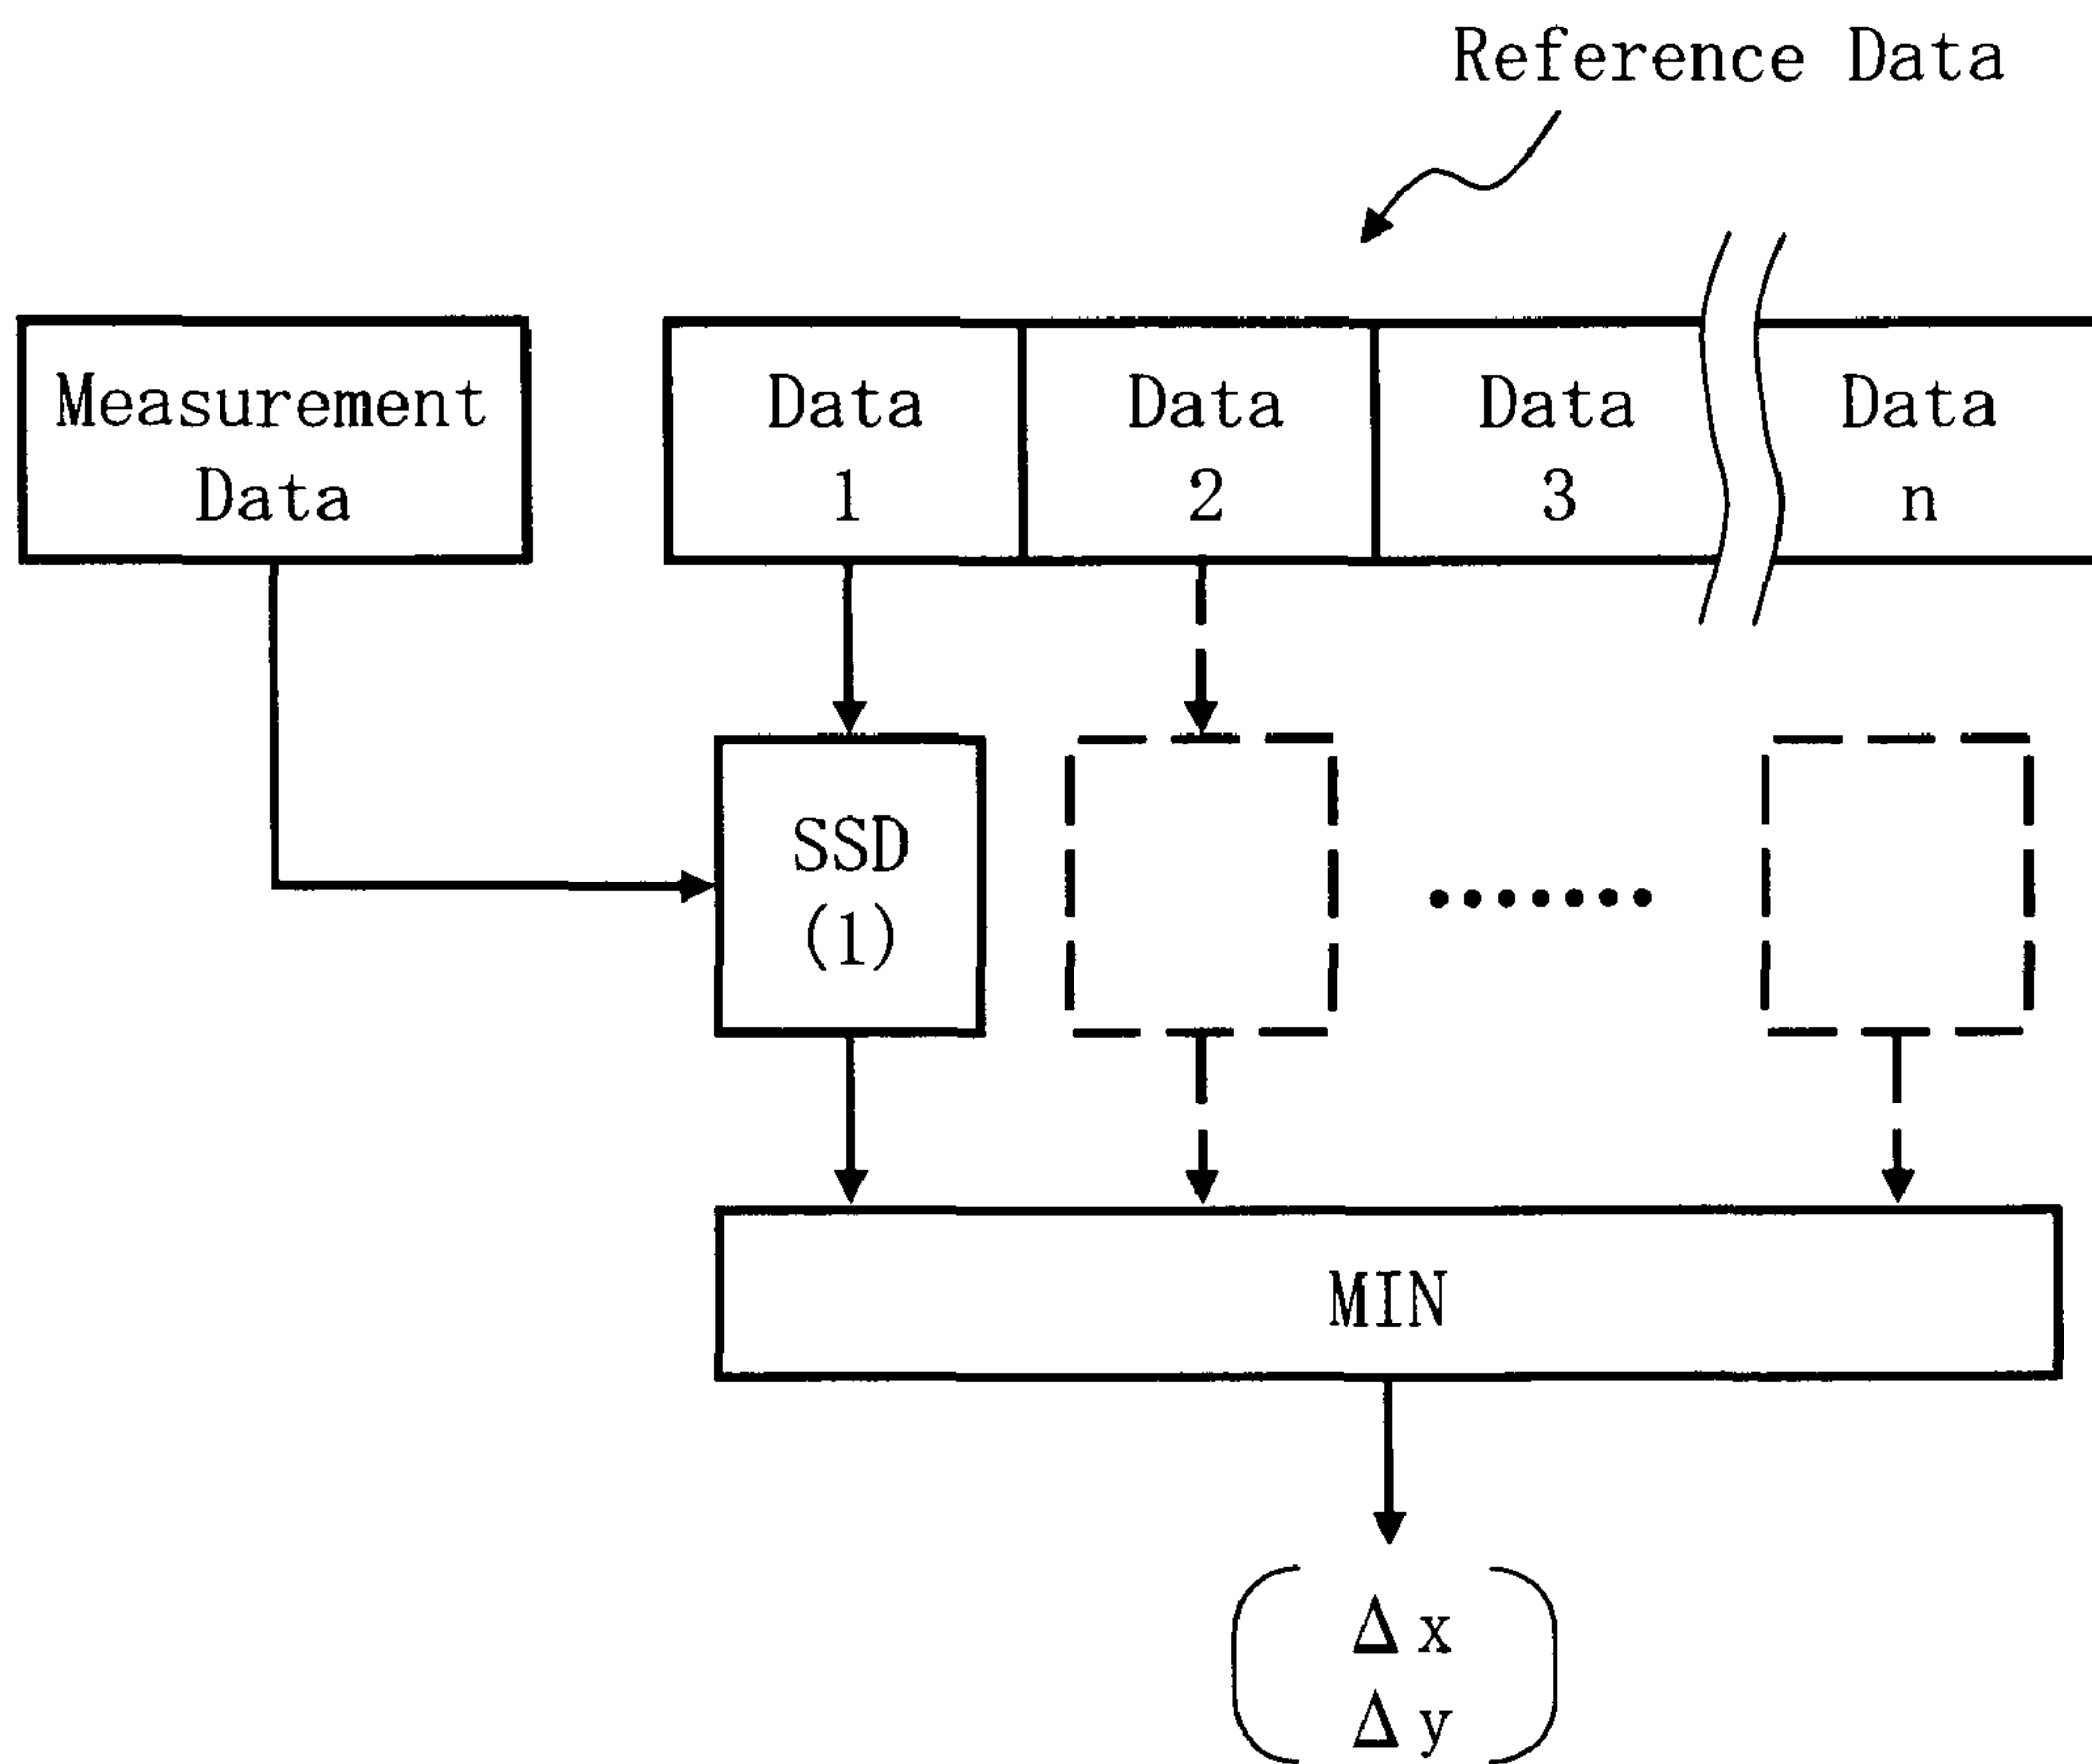 Reference Data
Measurement
Data
Data
1
Data
2
Data
3
Data
n
SSD
(1)
MIN
Δx
Δy